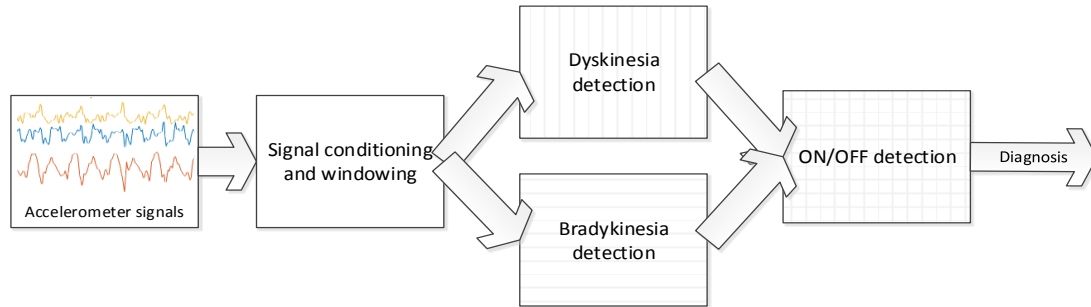 Accelerometer signals
Signal conditioning
and windowing
Dyskinesia
detection
Bradykinesia
detection
ON/OFF detection
Diagnosis